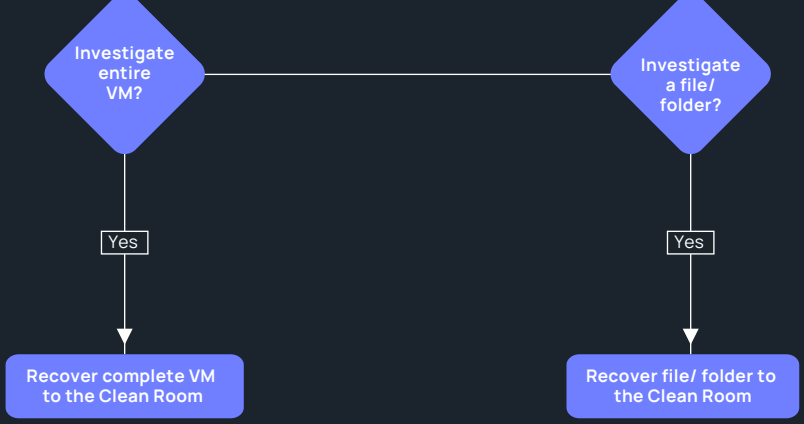 Investigate
entire
VM?
Investigate
a file/
folder?
Yes
Yes
Recover complete VM
to the Clean Room
Recover file/ folder to
the Clean Room